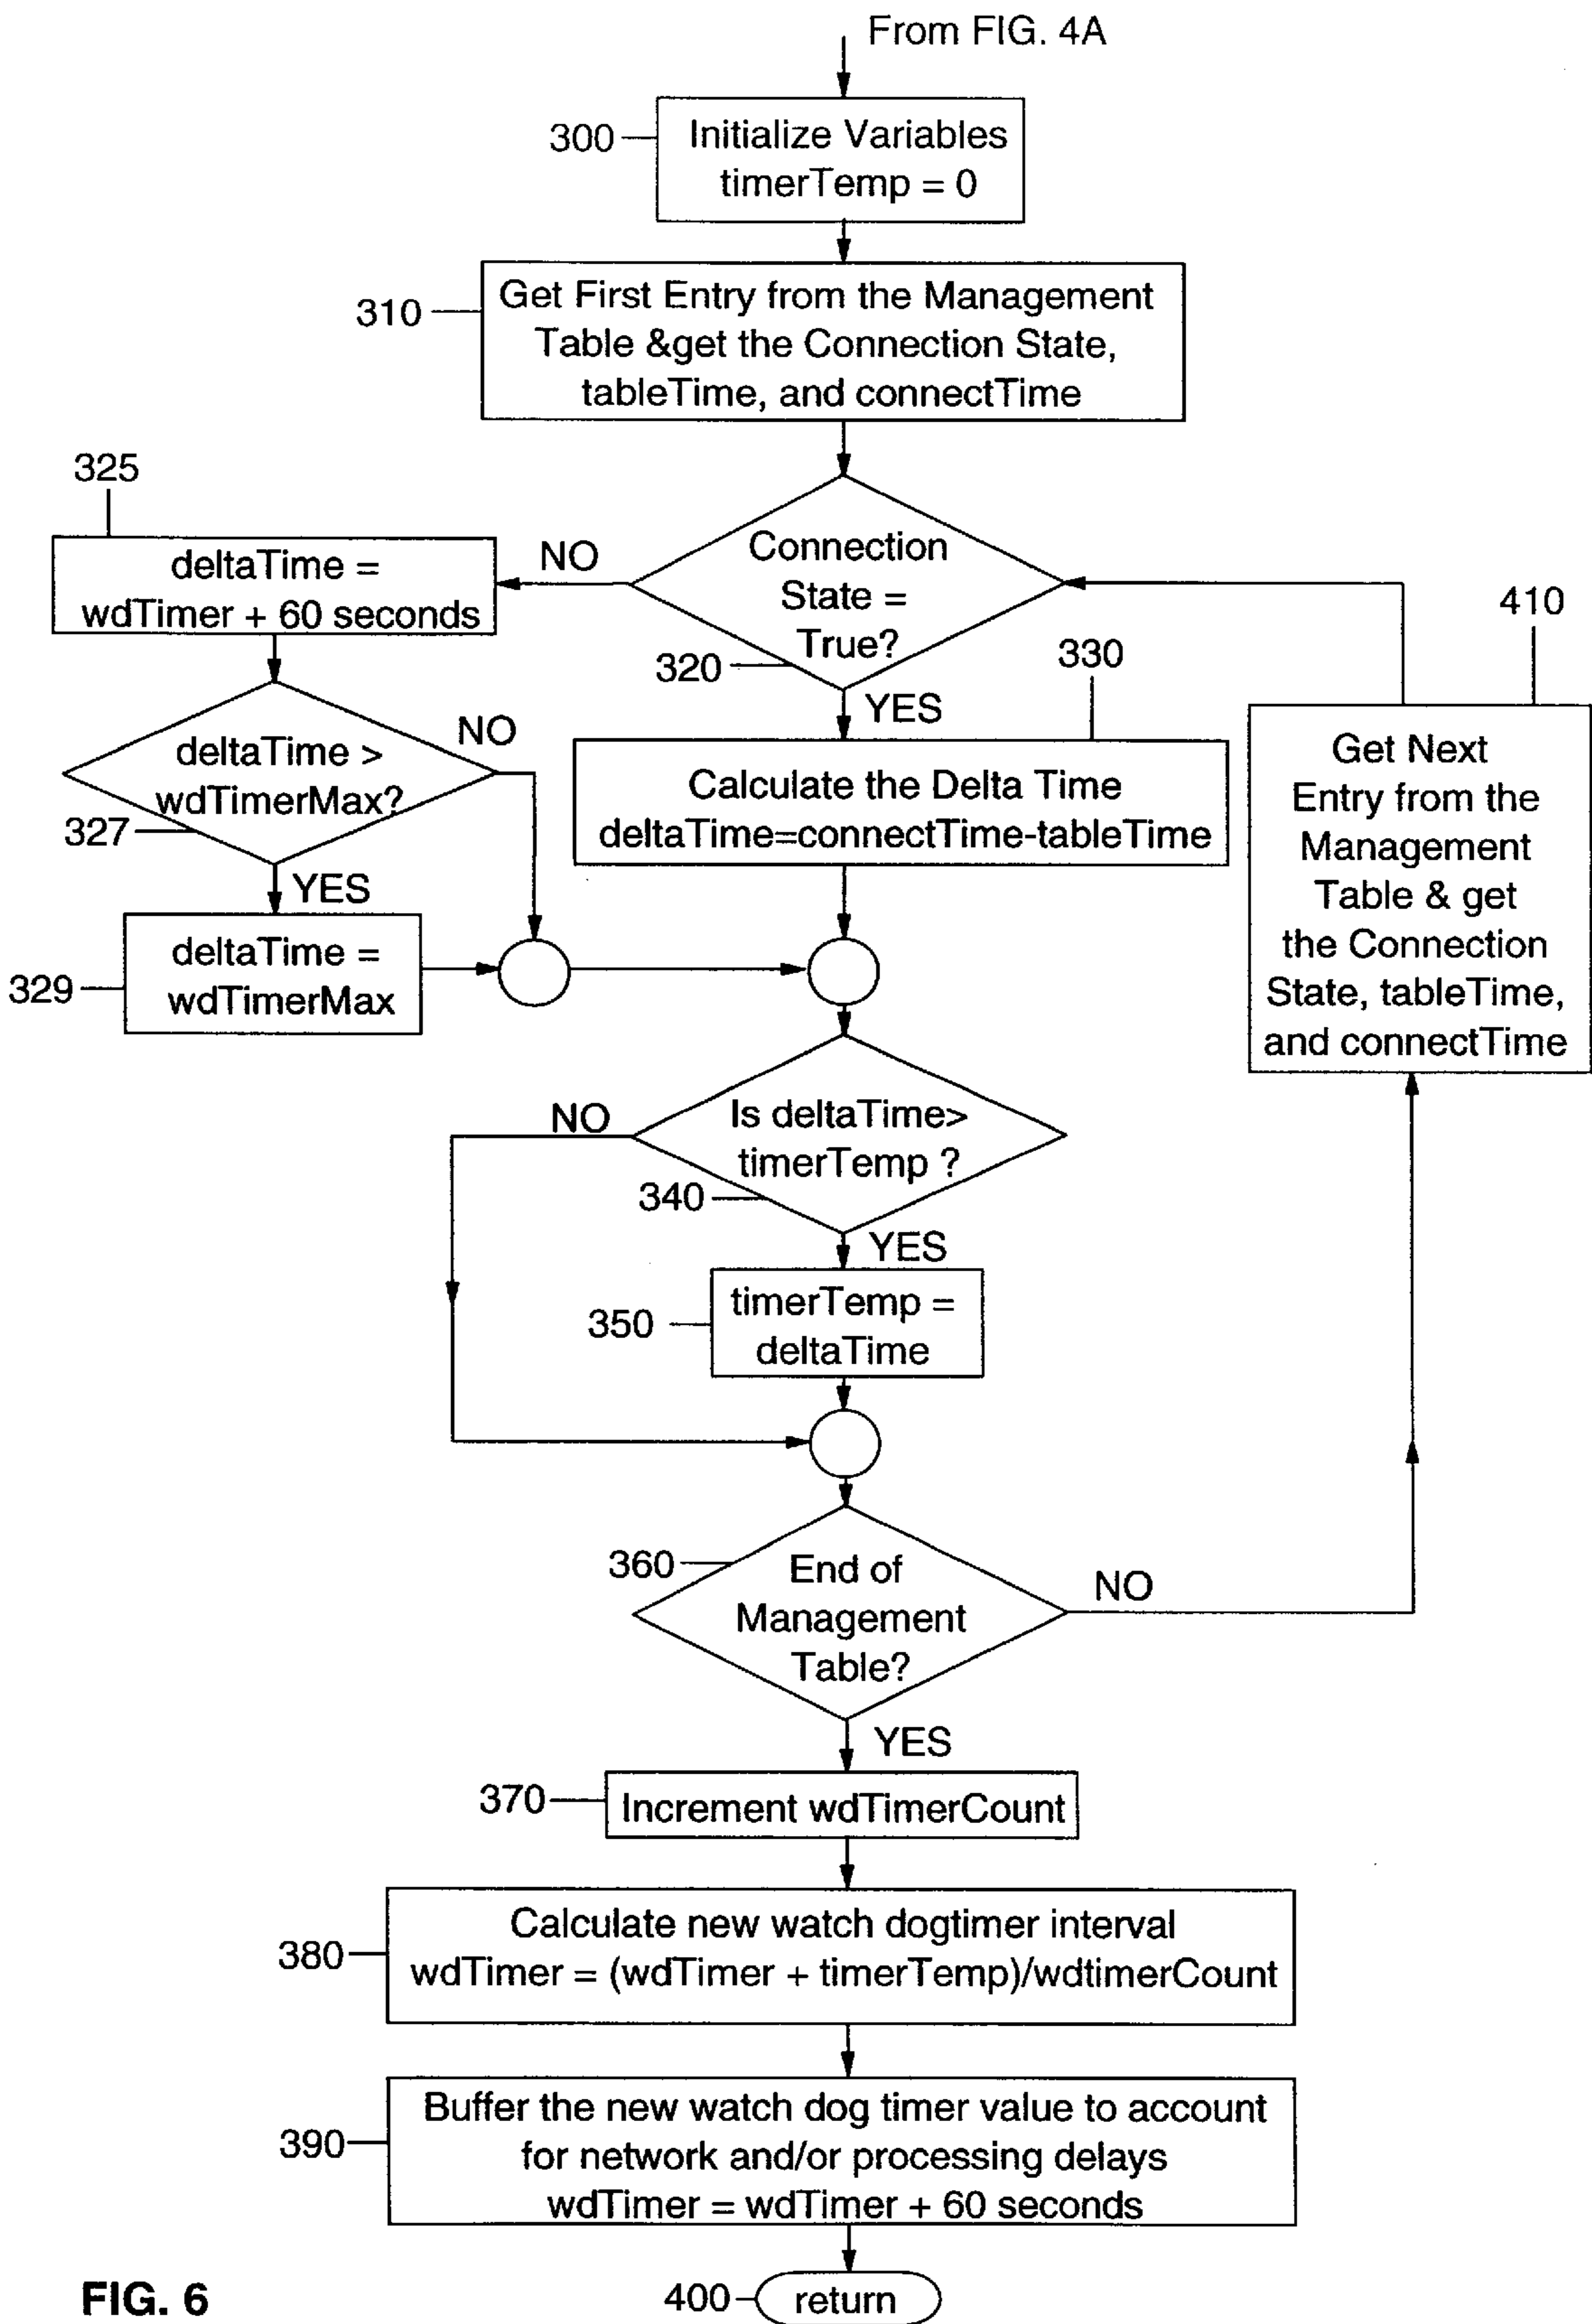 From FIG. 4A
300
Initialize Variables
timerTemp = 0
310
Get First Entry from the Management
Table &get the Connection State,
tableTime, and connectTime
325
deltaTime =
wdTimer + 60 seconds
NO
Connection
State =
True?
320
YES
330
410
deltaTime >
wdTimerMax?
327
NO
YES
Calculate the Delta Time
deltaTime=connectTime-tableTime
Get Next
Entry from the
Management
Table & get
the Connection
State, tableTime,
and connectTime
329
deltaTime =
wdTimerMax
NO
Is deltaTime>
timerTemp ?
340
YES
350
timerTemp =
deltaTime
360
End of
Management
Table?
NO
YES
370
Increment wdTimerCount
380
Calculate new watch dogtimer interval
wdTimer = (wdTimer + timerTemp)/wdtimerCount
390
Buffer the new watch dog timer value to account
for network and/or processing delays
wdTimer = wdTimer + 60 seconds
FIG. 6
400
return